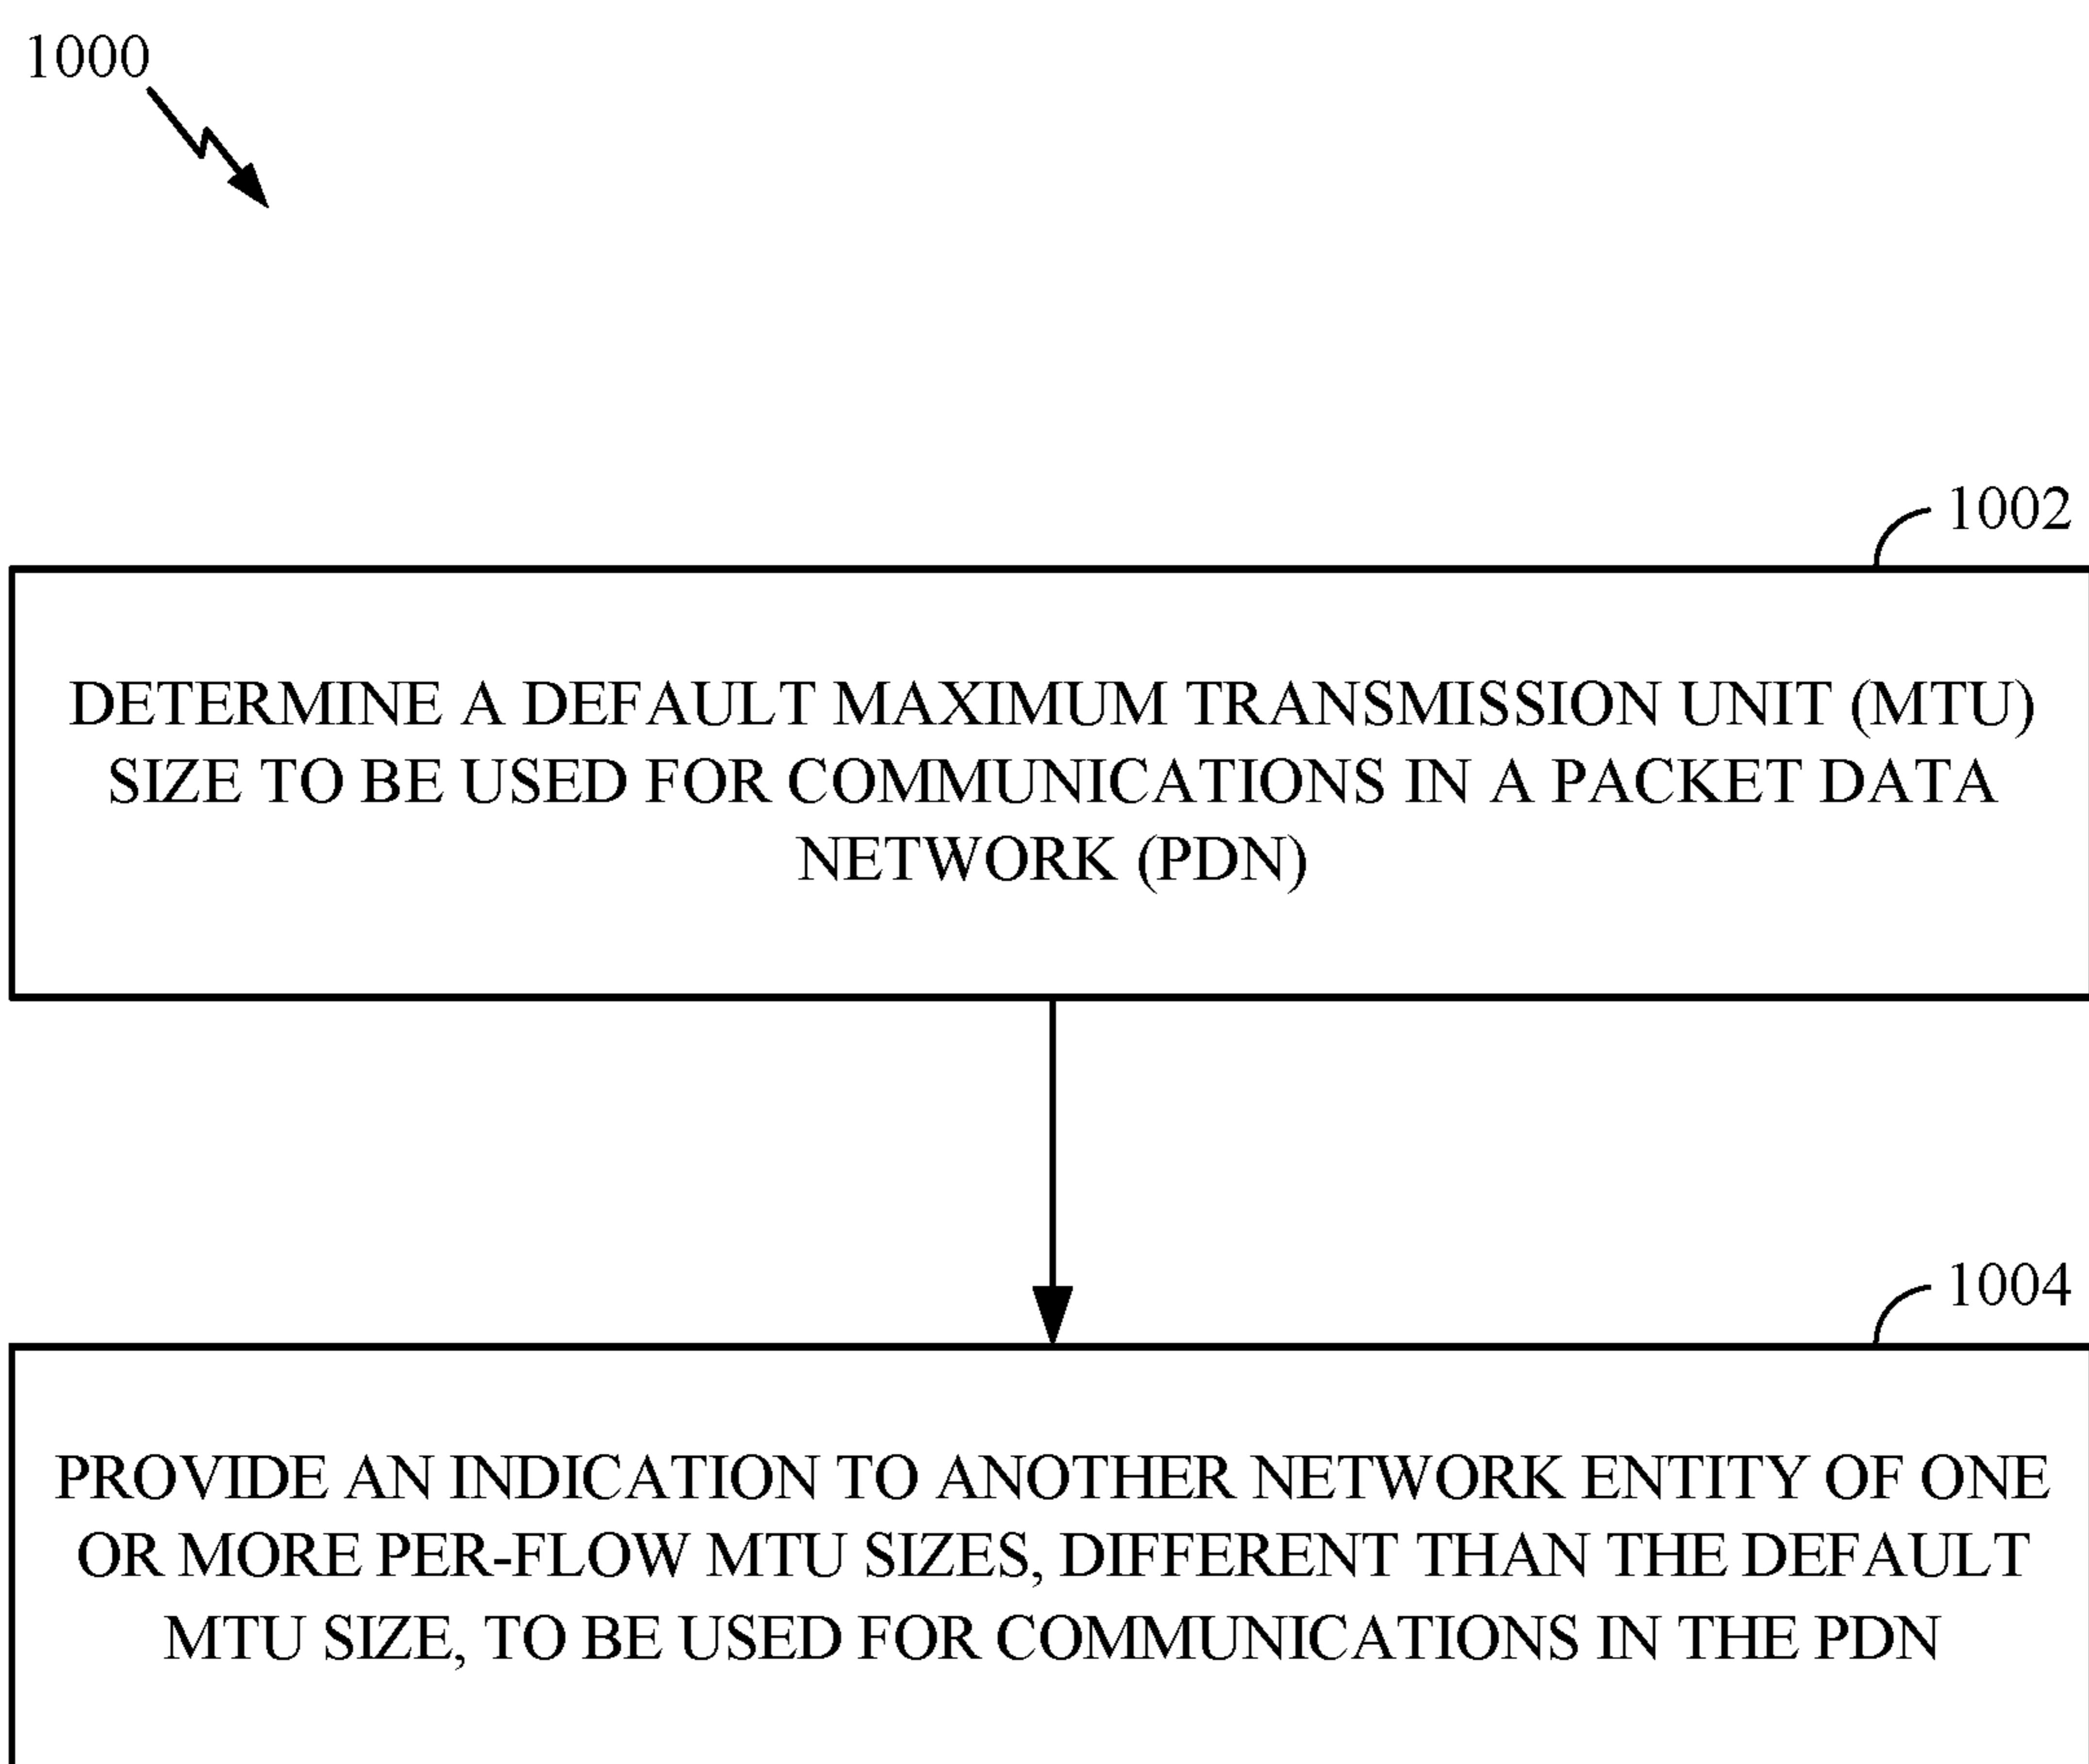 1000
1002
DETERMINE A DEFAULT MAXIMUM TRANSMISSION UNIT (MTU)
SIZE TO BE USED FOR COMMUNICATIONS IN A PACKET DATA
NETWORK (PDN)
1004
PROVIDE AN INDICATION TO ANOTHER NETWORK ENTITY OF ONE
OR MORE PER-FLOW MTU SIZES, DIFFERENT THAN THE DEFAULT
MTU SIZE, TO BE USED FOR COMMUNICATIONS IN THE PDN